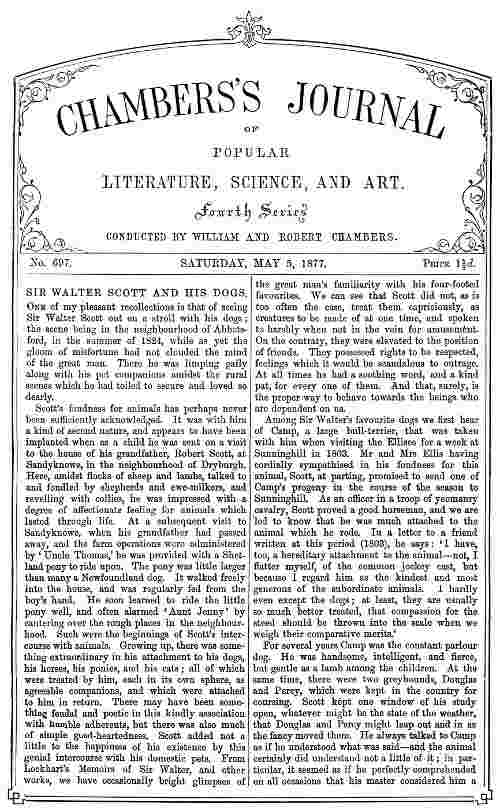 CHAMBERS'S JOURNAL
OF
POPULAR
LITERATURE, SCIENCE, AND ART.
Fourth Series
CONDUCTED BY WILLIAM AND ROBERT CHAMBERS.
No. 697.
SATURDAY, MAY 5, 1877.
PRICE 1½d.
SIR WALTER SCOTT AND HIS DOGS.
ONE of my pleasant recollections is that of seeing
Sir Walter Scott out on a stroll with his dogs;
the scene being in the neighbourhood of Abbots-
ford, in the summer of 1824, while as yet the
gloom of misfortune had not clouded the mind
of the great man. There he was limping gaily
along with his pet companions amidst the rural
scenes which he had toiled to secure and loved so
dearly.
Scott's fondness for animals has perhaps never
been sufficiently acknowledged. It was with him
a kind of second nature, and appears to have been
implanted when as a child he was sent on a visit
to the house of his grandfather, Robert Scott, at
Sandyknowe, in the neighbourhood of Dryburgh.
Here, amidst flocks of sheep and lambs, talked to
and fondled by shepherds and ewe-milkers, and
revelling with collies, he was impressed with a
degree of affectionate feeling for animals which
lasted through life. At a subsequent visit to
Sandyknowe, when his grandfather had passed
away, and the farm operations were administered
by 'Uncle Thomas,' he was provided with a Shet-
land pony to ride upon. The pony was little larger
than many a Newfoundland dog. It walked freely
into the house, and was regularly fed from the
boy's hand. He soon learned to ride the little
pony well, and often alarmed 'Aunt Jenny' by
cantering over the rough places in the neighbour-
hood. Such were the beginnings of Scott's inter-
course with animals. Growing up, there was some-
thing extraordinary in his attachment to his dogs,
his horses, his ponies, and his cats; all of which
were treated by him, each in its own sphere, as
agreeable companions, and which were attached
to him in return. There may have been some-
thing feudal and poetic in this kindly association
with humble adherents, but there was also much
of simple good-heartedness. Scott added not a
little to the happiness of his existence by this
genial intercourse with his domestic pets. From
Lockhart's Memoirs of Sir Walter, and other
works, we have occasionally bright glimpses of
the great man's familiarity with his four-footed
favourites. We can see that Scott did not, as is
too often the case, treat them capriciously, as
creatures to be made of at one time, and spoken
to harshly when not in the vein for amusement.
On the contrary, they were elevated to the position
of friends. They possessed rights to be respected,
feelings which it would be scandalous to outrage.
At all times he had a soothing word, and a kind
pat, for every one of them. And that, surely, is
the proper way to behave towards the beings who
are dependent on us.
Among Sir Walter's favourite dogs we first hear
of Camp, a large bull-terrier, that was taken
with him when visiting the Ellises for a week at
Sunninghill in 1803. Mr and Mrs Ellis having
cordially sympathised in his fondness for this
animal, Scott, at parting, promised to send one of
Camp's progeny in the course of the season to
Sunninghill. As an officer in a troop of yeomanry
cavalry, Scott proved a good horseman, and we are
led to know that he was much attached to the
animal which he rode. In a letter to a friend
written at this period (1803), he says: 'I have,
too, a hereditary attachment to the animal—not, I
flatter myself, of the common jockey cast, but
because I regard him as the kindest and most
generous of the subordinate animals. I hardly
even except the dogs; at least, they are usually
so much better treated, that compassion for the
steed should be thrown into the scale when we
weigh their comparative merits.'
For several years Camp was the constant parlour
dog. He was handsome, intelligent, and fierce,
but gentle as a lamb among the children. At the
same time, there were two greyhounds, Douglas
and Percy, which were kept in the country for
coursing. Scott kept one window of his study
open, whatever might be the state of the weather,
that Douglas and Percy might leap out and in as
the fancy moved them. He always talked to Camp
as if he understood what was said—and the animal
certainly did understand not a little of it; in par-
ticular, it seemed as if he perfectly comprehended
on all occasions that his master considered him a